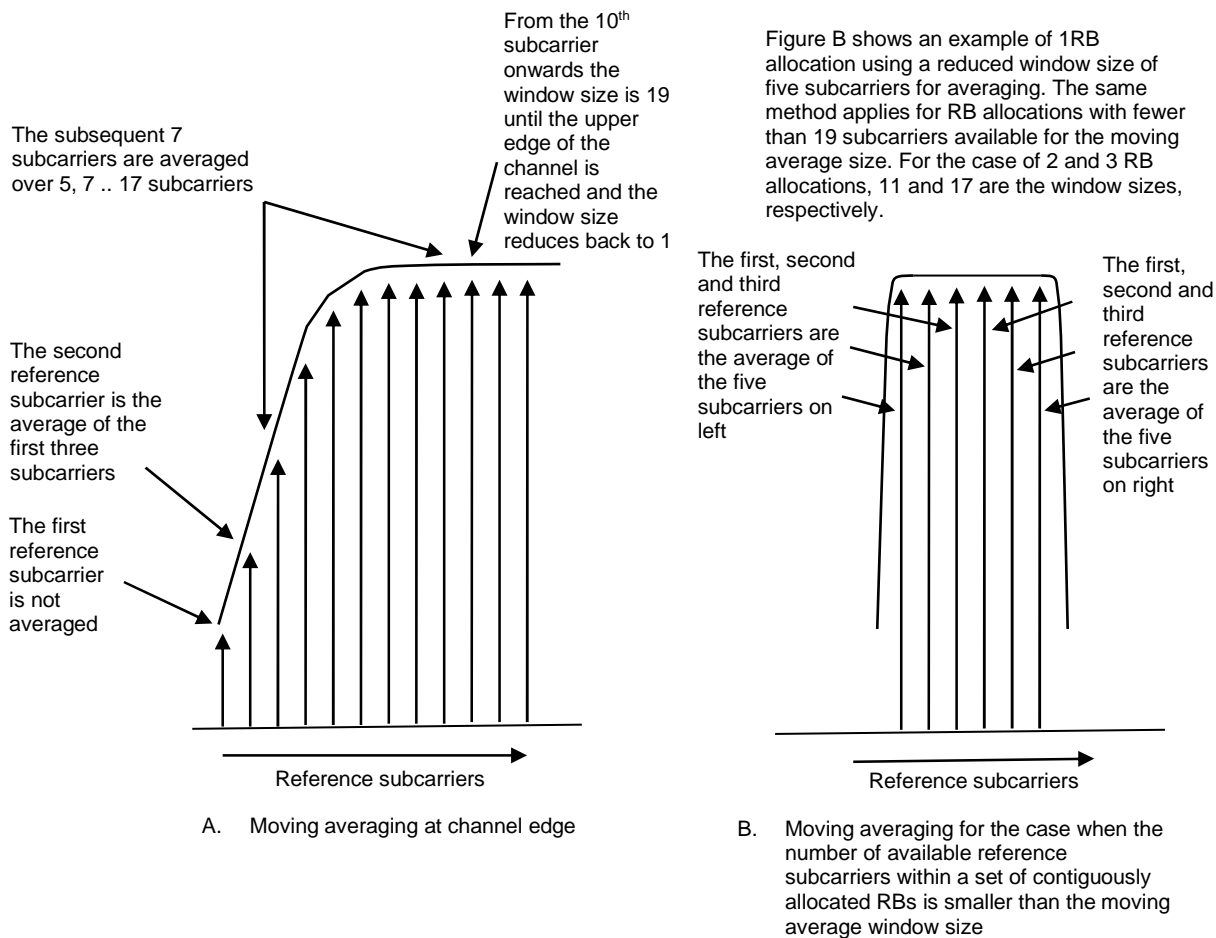 From the 10th
subcarrier
onwards the
window size is 19
until the upper
edge of the
channel is
reached and the
window size
reduces back to 1
The subsequent 7
subcarriers are averaged
over 5, 7 .. 17 subcarriers
The second
reference
subcarrier is the
average of the
first three
subcarriers
The first
reference
subcarrier
is not
averaged
Reference subcarriers
A. Moving averaging at channel edge
Figure B shows an example of 1RB
allocation using a reduced window size of
five subcarriers for averaging. The same
method applies for RB allocations with fewer
than 19 subcarriers available for the moving
average size. For the case of 2 and 3 RB
allocations, 11 and 17 are the window sizes,
respectively.
The first, second
and third
reference
subcarriers are
the average of
the five
subcarriers on
left
The first,
second and
third
reference
subcarriers
are the
average of
the five
subcarriers
on right
Reference subcarriers
B. Moving averaging for the case when the
number of available reference
subcarriers within a set of contiguously
allocated RBs is smaller than the moving
average window size